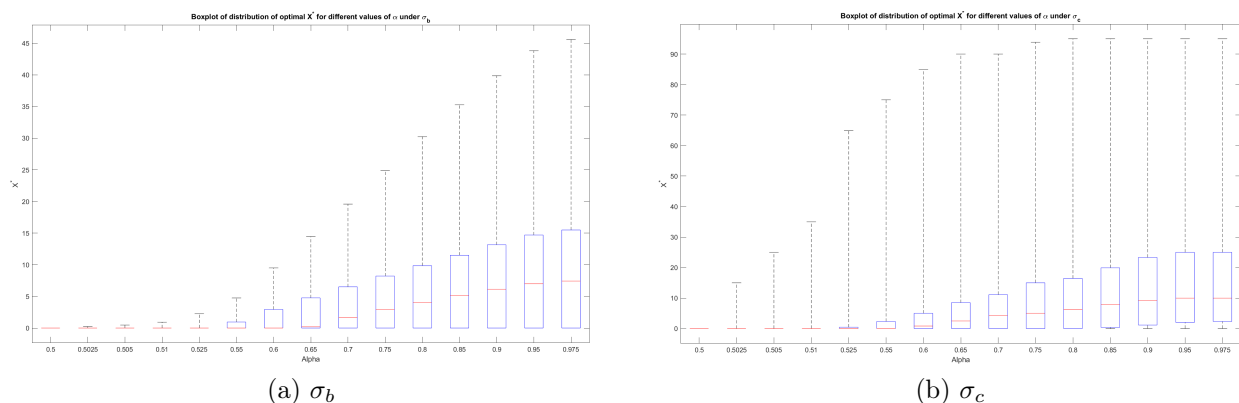 Boxplot of distribution of optimal X* for different values of α under σ_b
45
40
35
30
25
20
15
10
5
0
X*
0.5 0.5025 0.505 0.51 0.525 0.55 0.6 0.65 0.7 0.75 0.8 0.85 0.9 0.95 0.975
Alpha
(a) σ_b
Boxplot of distribution of optimal X* for different values of α under σ_c
90
80
70
60
50
40
30
20
10
0
X*
0.5 0.5025 0.505 0.51 0.525 0.55 0.6 0.65 0.7 0.75 0.8 0.85 0.9 0.95 0.975
Alpha
(b) σ_c